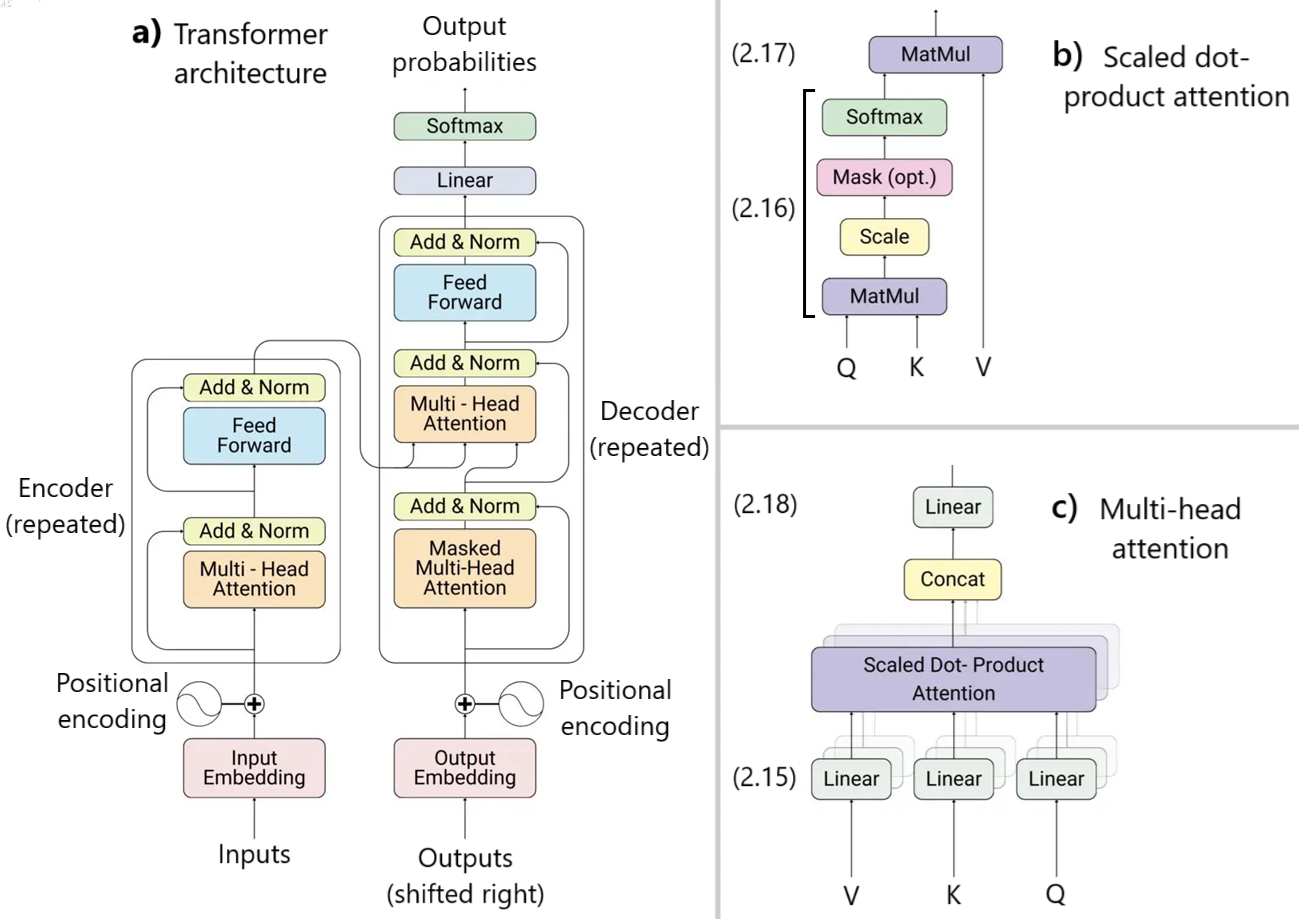 a) Transformer
architecture
Output
probabilities
Softmax
Linear
Add & Norm
Feed
Forward
Add & Norm
Multi - Head
Attention
Decoder
(repeated)
Add & Norm
Masked
Multi-Head
Attention
Add & Norm
Feed
Forward
Encoder
(repeated)
Add & Norm
Multi - Head
Attention
Positional
encoding
Positional
encoding
Input
Embedding
Output
Embedding
Inputs
Outputs
(shifted right)
b) Scaled dot-
product attention
(2.17)
MatMul
Softmax
Mask (opt.)
(2.16)
Scale
MatMul
Q K V
c) Multi-head
attention
(2.18)
Linear
Concat
Scaled Dot- Product
Attention
(2.15)
Linear Linear Linear
V K Q